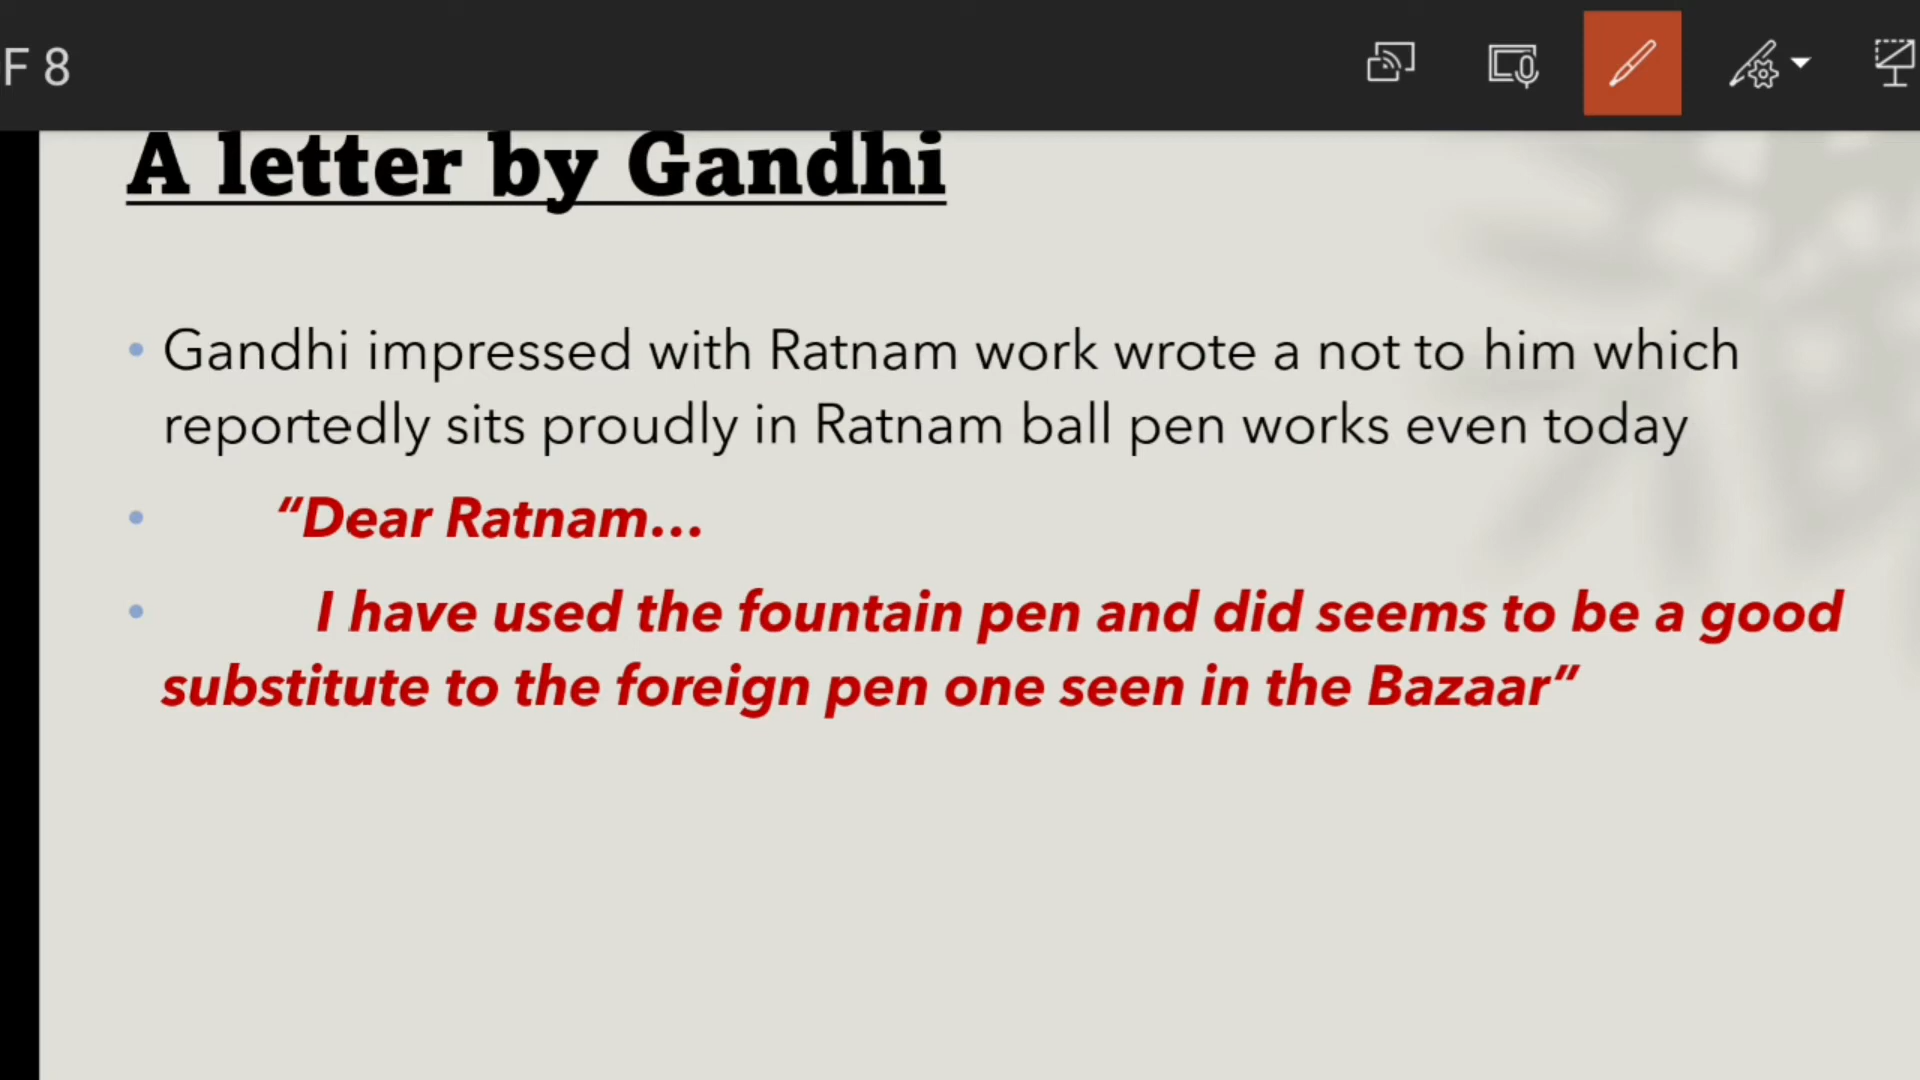 F 8
A letter by Gandhi
• Gandhi impressed with Ratnam work wrote a not to him which
reportedly sits proudly in Ratnam ball pen works even today
• “Dear Ratnam...
• I have used the fountain pen and did seems to be a good
substitute to the foreign pen one seen in the Bazaar”